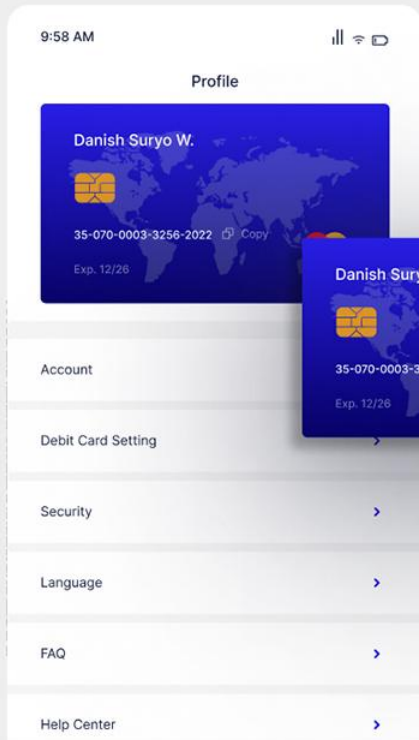 9:58 AM
Profile
Danish Suryo W.
35-070-0003-3256-2022 Copy
Exp. 12/26
Danish Sury
35-070-0003-3
Exp. 12/26
Account
Debit Card Setting
Security
Language
FAQ
Help Center